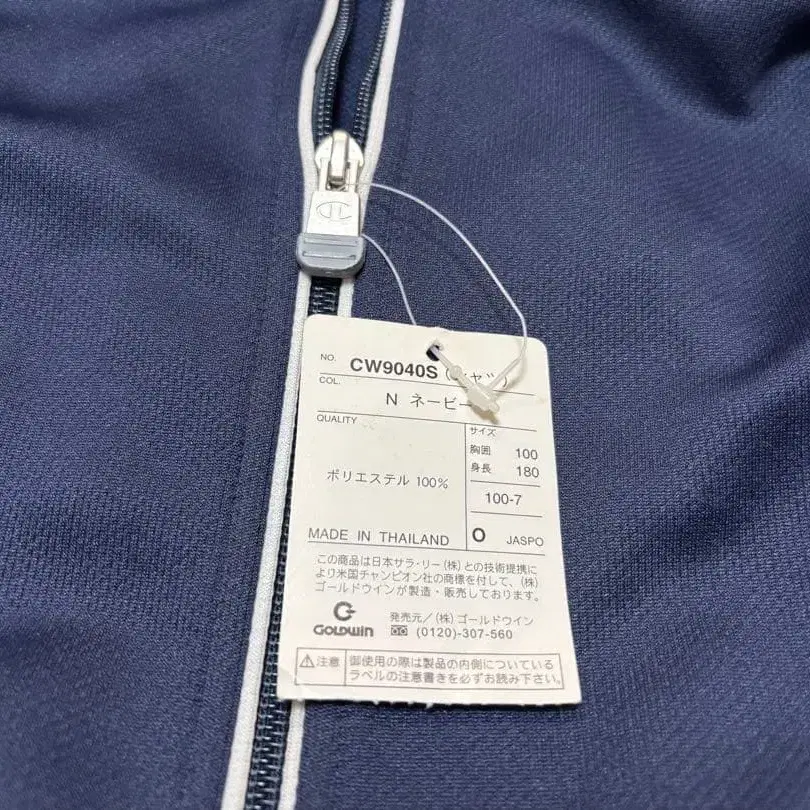 NO. CW9040S (シャツ)
COL. N ネービー
QUALITY
ポリエステル 100%
MADE IN THAILAND
サイズ
胸囲 100
身長 180
100-7
O JASPO
この商品は日本サラ・リー(株)との技術提携に
より米国チャンピオン社の商標を付して、(株)
ゴールドウインが製造・販売しております。
GOLDWIN
発売元/(株)ゴールドウイン
(0120)-307-560
⚠注意
御使用の際は製品の内側についている
ラベルの注意書きを必ずお読み下さい。